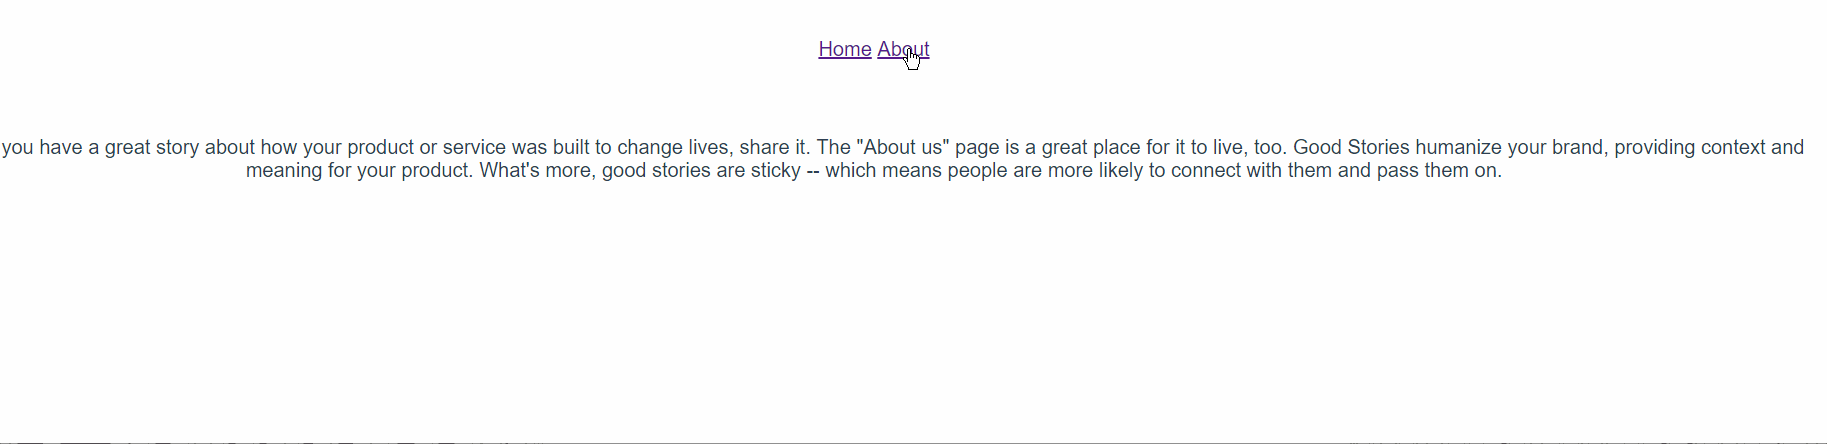 Home About
you have a great story about how your product or service was built to change lives, share it. The "About us" page is a great place for it to live, too. Good Stories humanize your brand, providing context and
meaning for your product. What's more, good stories are sticky -- which means people are more likely to connect with them and pass them on.